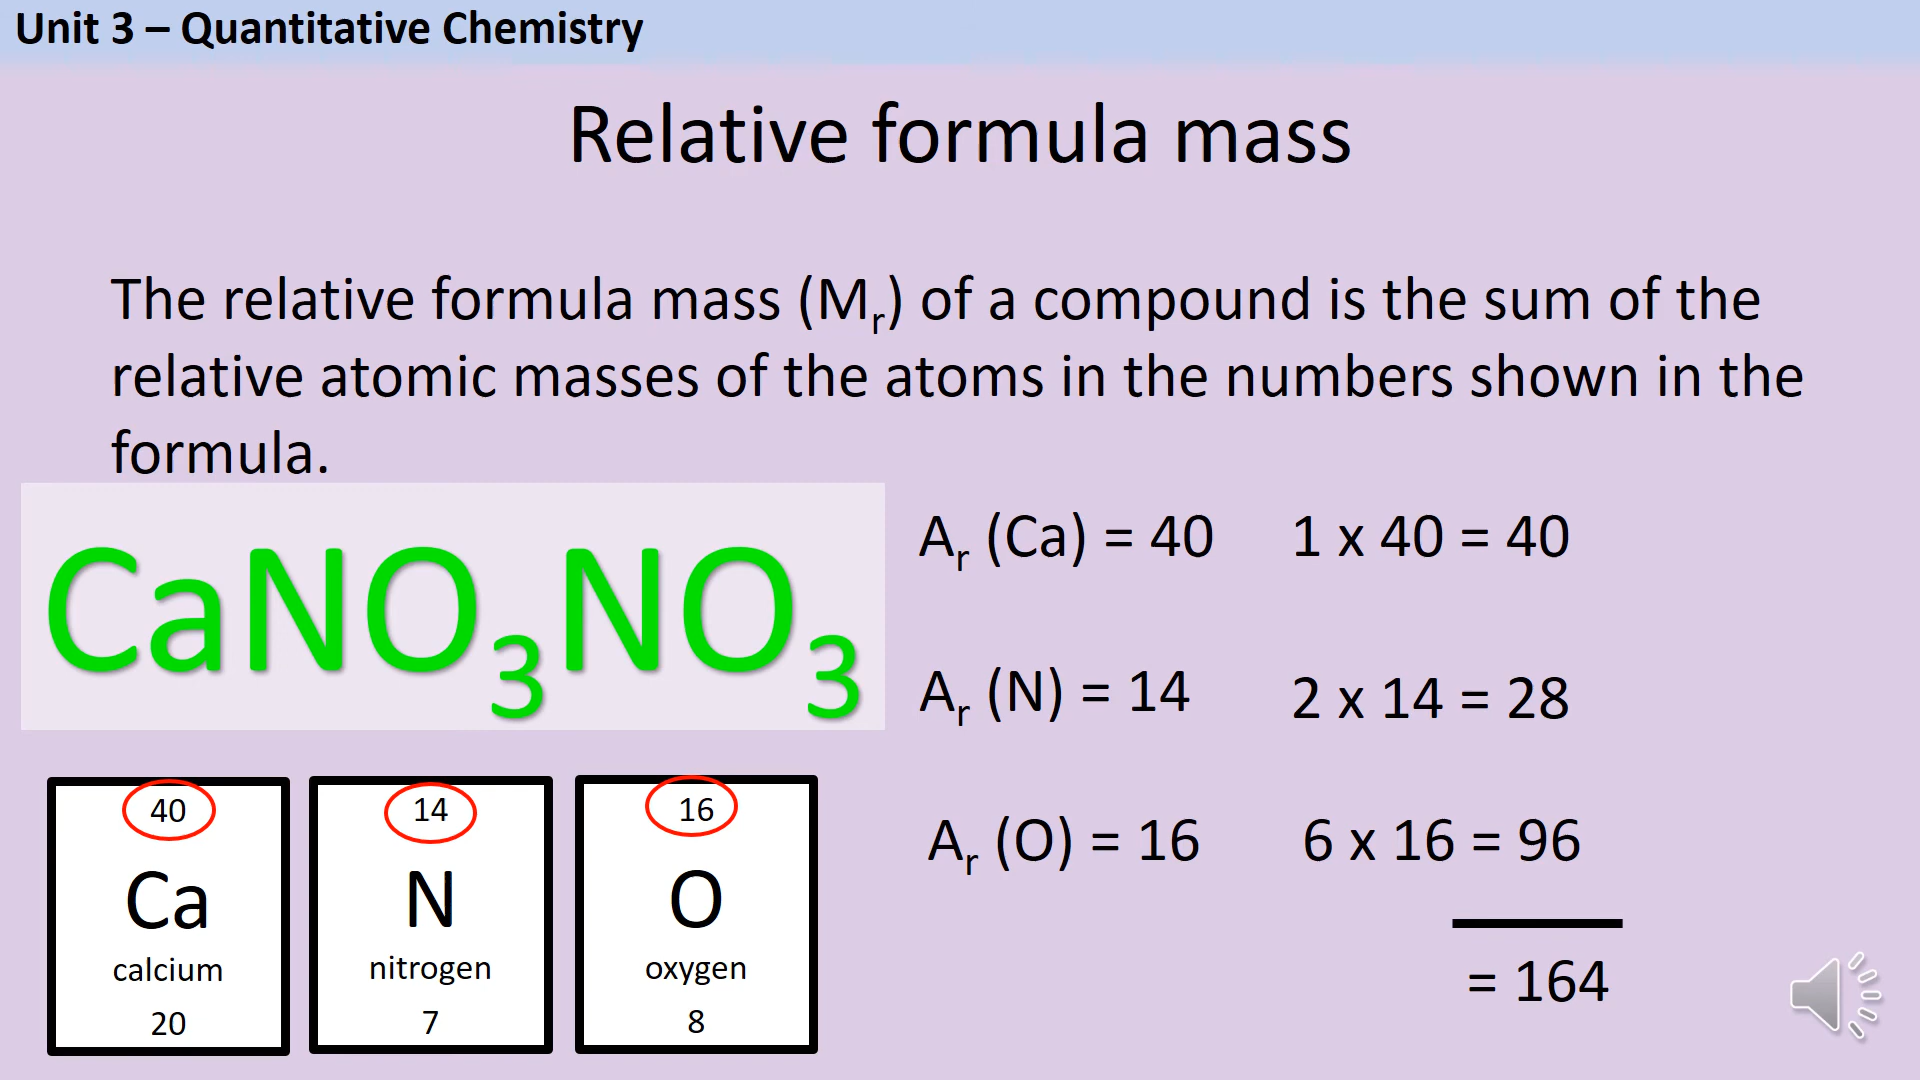 Unit 3 – Quantitative Chemistry
Relative formula mass
The relative formula mass (Mᵣ) of a compound is the sum of the
relative atomic masses of the atoms in the numbers shown in the
formula.
CaNO₃NO₃
Aᵣ (Ca) = 40 1 x 40 = 40
Aᵣ (N) = 14 2 x 14 = 28
Aᵣ (O) = 16 6 x 16 = 96
= 164
40
Ca
calcium
20
14
N
nitrogen
7
16
O
oxygen
8